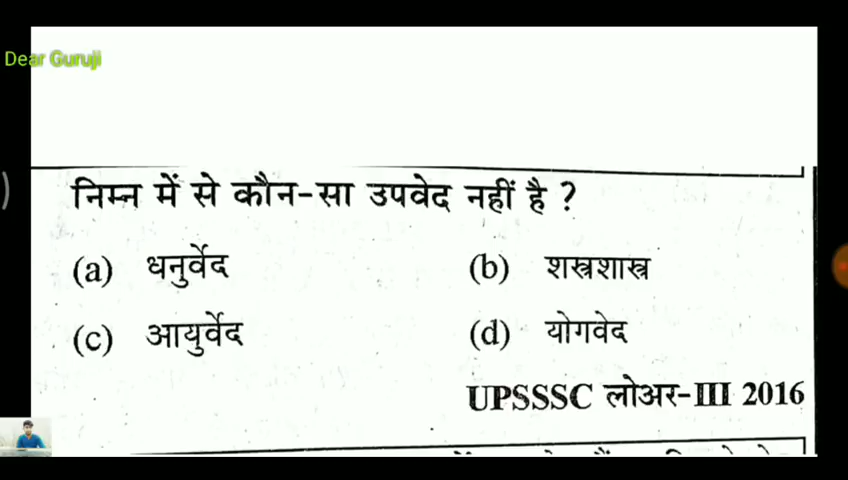 Dear Guruji
निम्न में से कौन-सा उपवेद नहीं है ?
(a) धनुर्वेद (b) शस्त्रशास्त्र
(c) आयुर्वेद (d) योगवेद
UPSSSC लोअर-III 2016